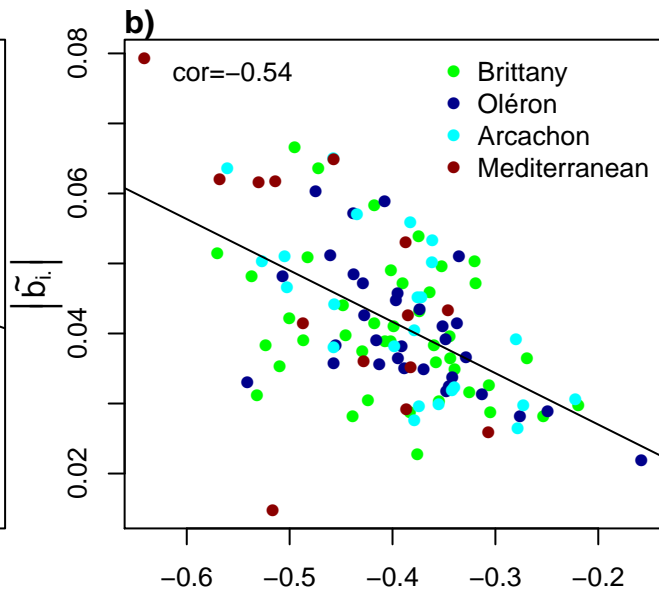 b)
cor=−0.54
Brittany
Oléron
Arcachon
Mediterranean
|b̃i.|
0.08
0.06
0.04
0.02
−0.6 −0.5 −0.4 −0.3 −0.2